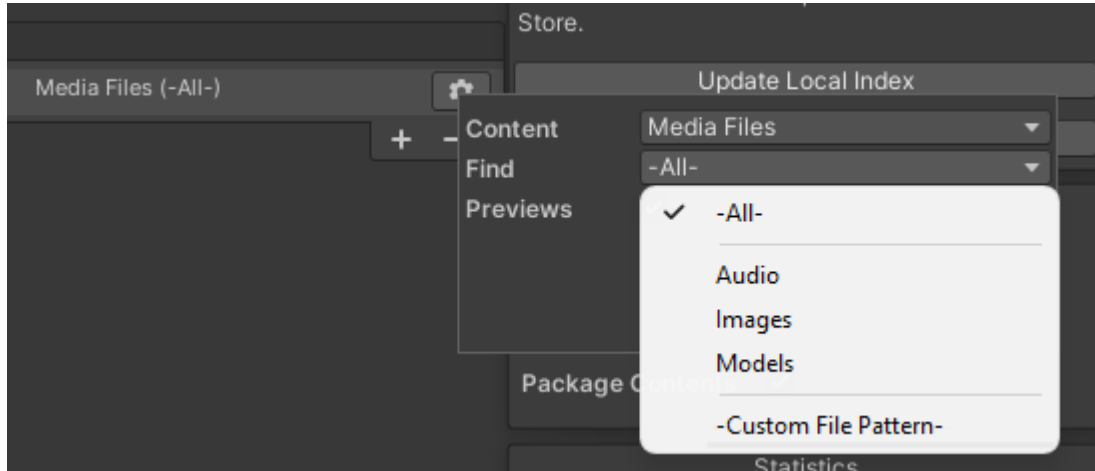 Store.
Media Files (-All-)
Update Local Index
+ -
Content Media Files
Find -All-
Previews
-All-
Audio
Images
Models
Package
-Custom File Pattern-
Statistics